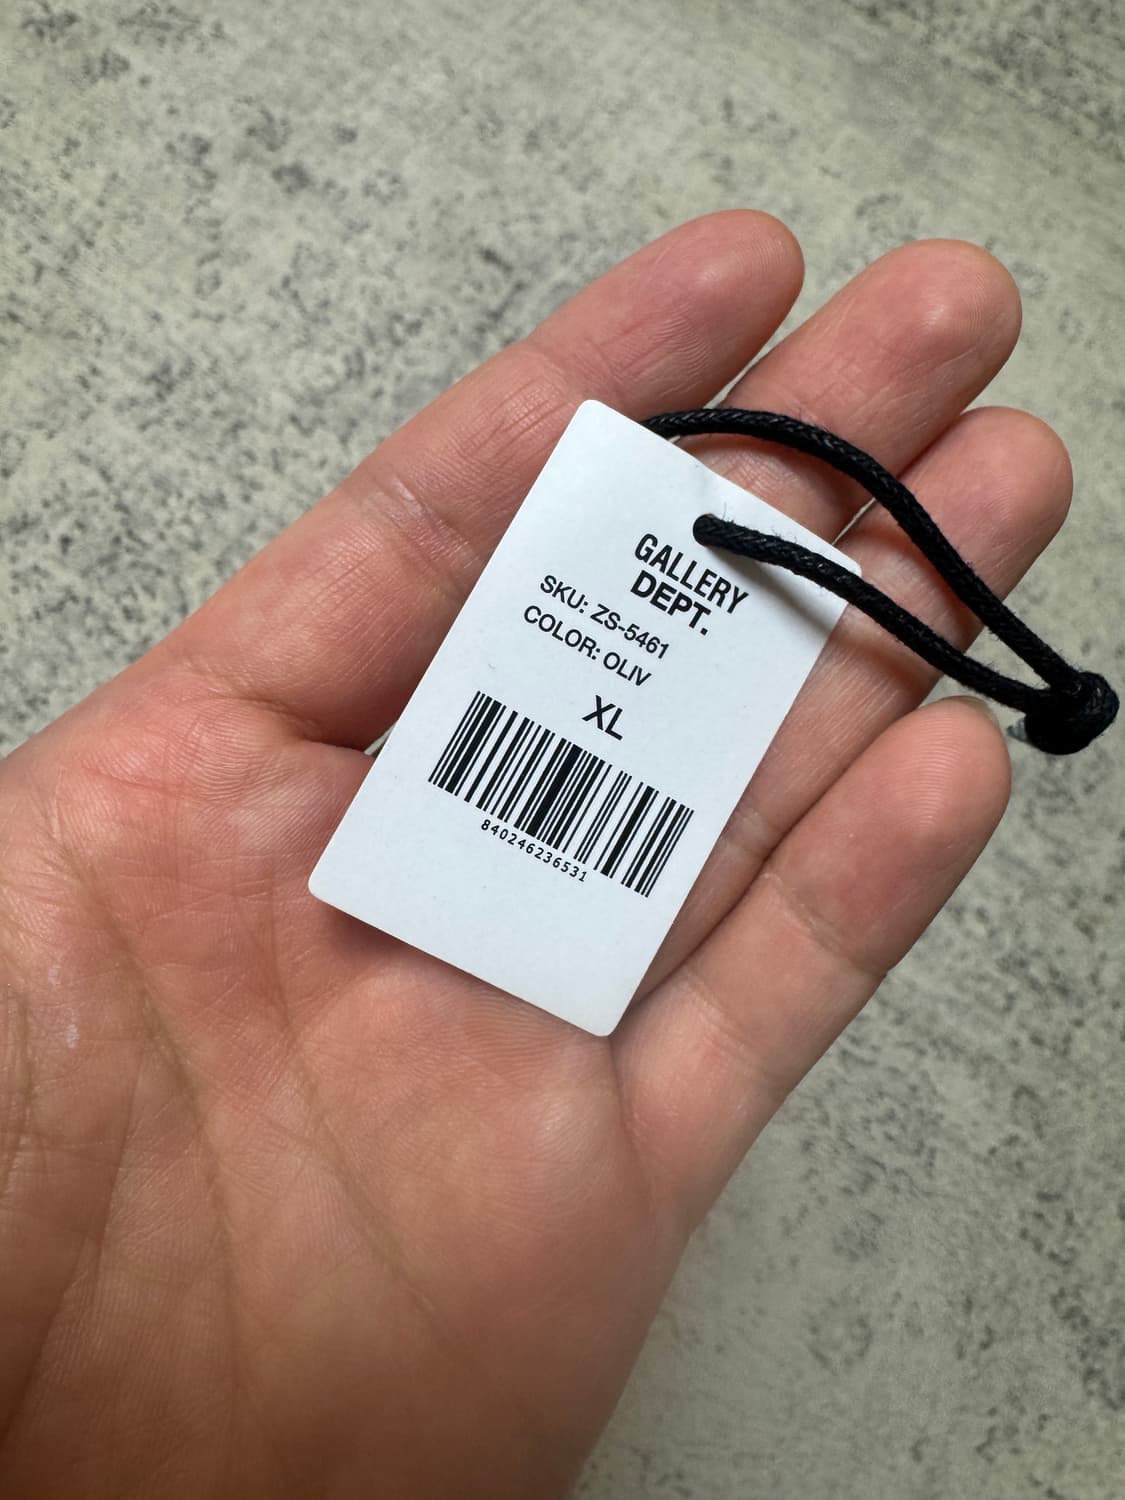 GALLERY
DEPT.
SKU: ZS-5461
COLOR: OLIV
XL
840246236531